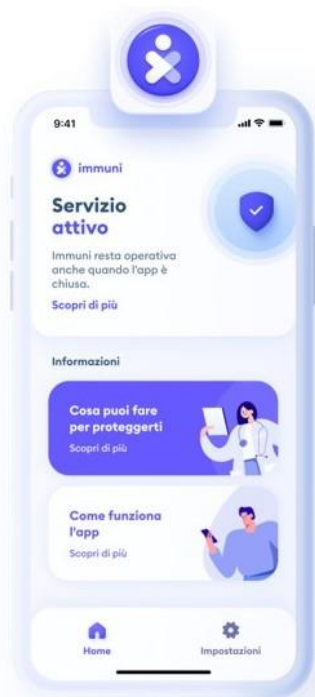 9:41
immuni
Servizio
attivo
Immuni resta operativa
anche quando l'app è
chiusa.
Scopri di più
Informazioni
Cosa puoi fare
per proteggerti
Scopri di più
Come funziona
l'app
Scopri di più
Home
Impostazioni